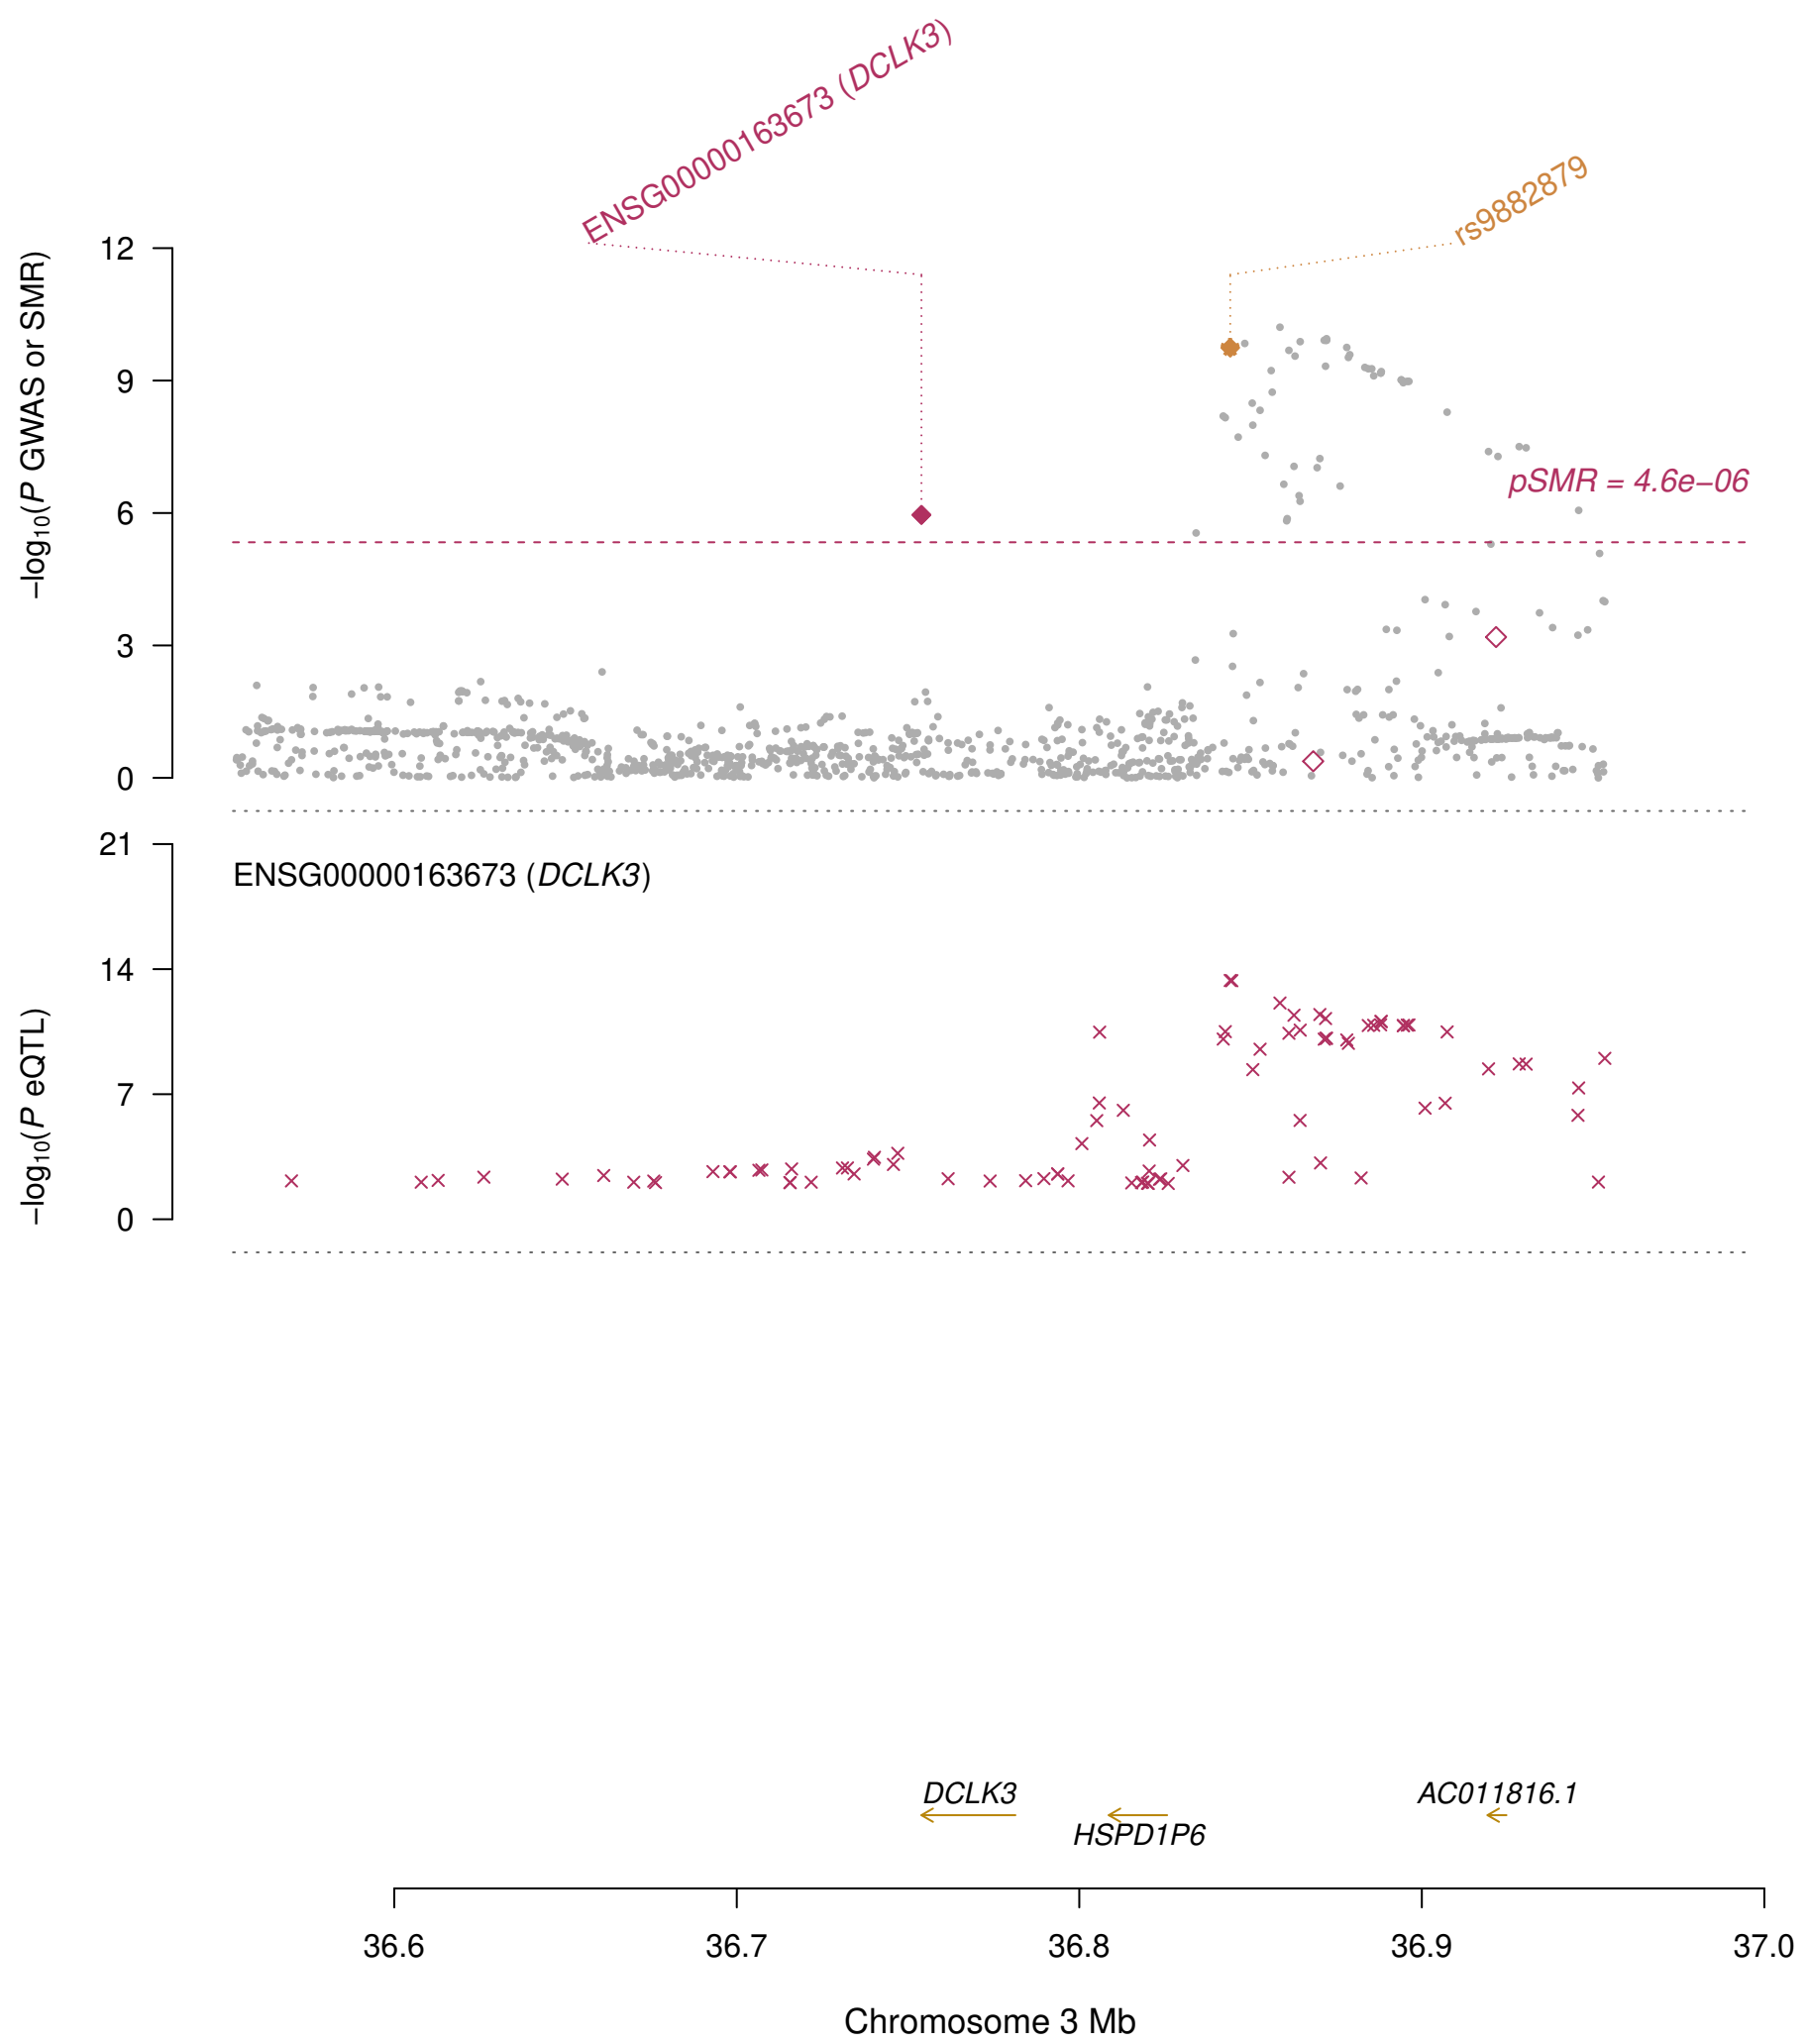 ENSG00000163673 (DCLK3)
rs9882879
−log10(P GWAS or SMR)
12
9
6
3
0
pSMR = 4.6e−06
−log10(P eQTL)
21
14
7
0
ENSG00000163673 (DCLK3)
DCLK3
HSPD1P6
AC011816.1
36.6 36.7 36.8 36.9 37.0
Chromosome 3 Mb